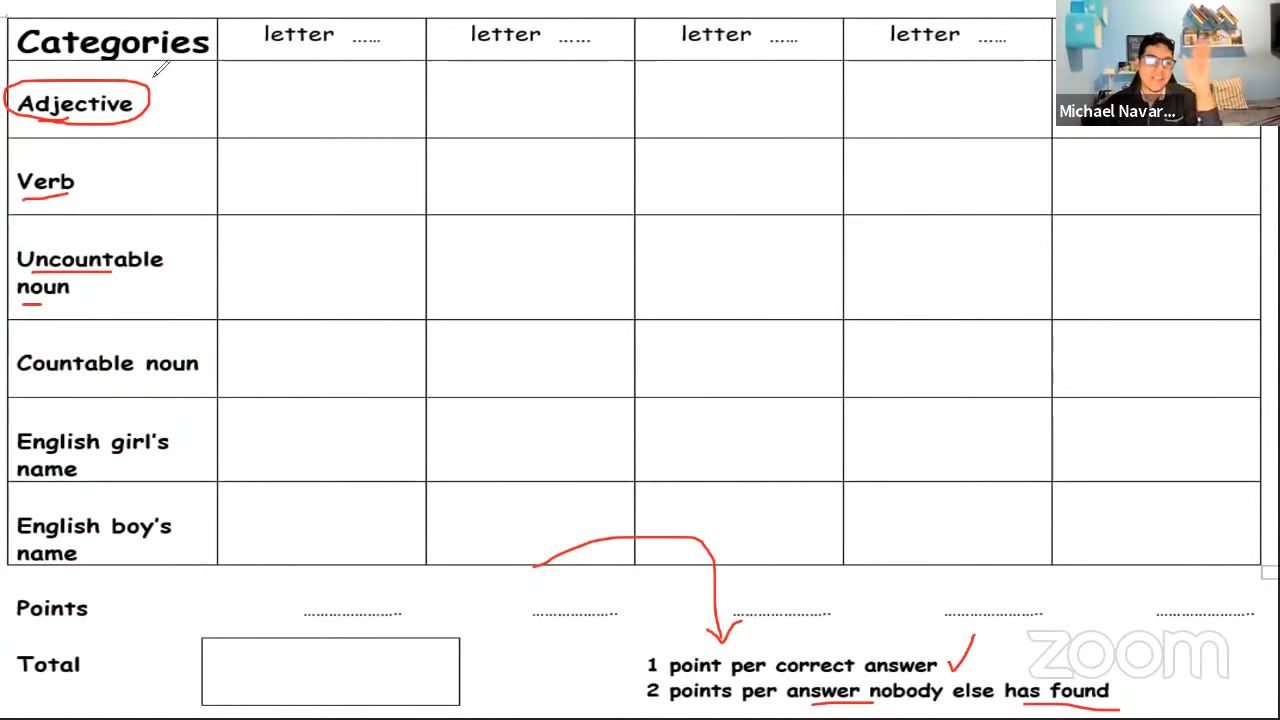 Categories letter ...... letter ...... letter ...... letter ......
Michael Navar...
Adjective
Verb
Uncountable
noun
Countable noun
English girl's
name
English boy's
name
Points ..................... ..................... ..................... ..................... .....................
Total
1 point per correct answer
2 points per answer nobody else has found
zoom